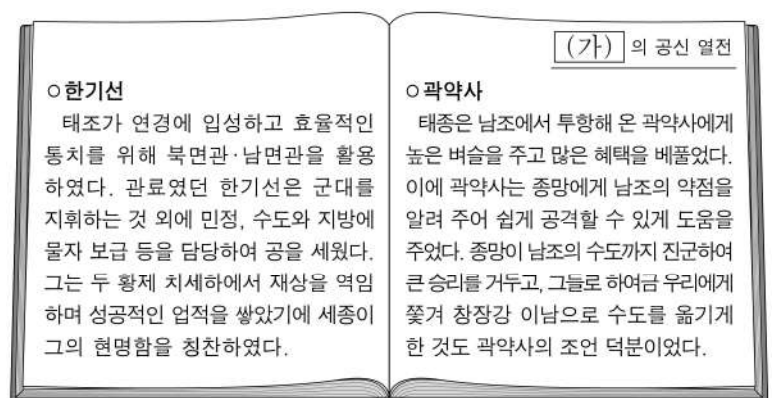 (가) 의 공신 열전
○한기선
태조가 연경에 입성하고 효율적인
통치를 위해 북면관·남면관을 활용
하였다. 관료였던 한기선은 군대를
지휘하는 것 외에 민정, 수도와 지방에
물자 보급 등을 담당하여 공을 세웠다.
그는 두 황제 치세하에서 재상을 역임
하며 성공적인 업적을 쌓았기에 세종이
그의 현명함을 칭찬하였다.
○곽약사
태종은 남조에서 투항해 온 곽약사에게
높은 벼슬을 주고 많은 혜택을 베풀었다.
이에 곽약사는 종망에게 남조의 약점을
알려 주어 쉽게 공격할 수 있게 도움을
주었다. 종망이 남조의 수도까지 진군하여
큰 승리를 거두고, 그들로 하여금 우리에게
쫓겨 창장강 이남으로 수도를 옮기게
한 것도 곽약사의 조언 덕분이었다.